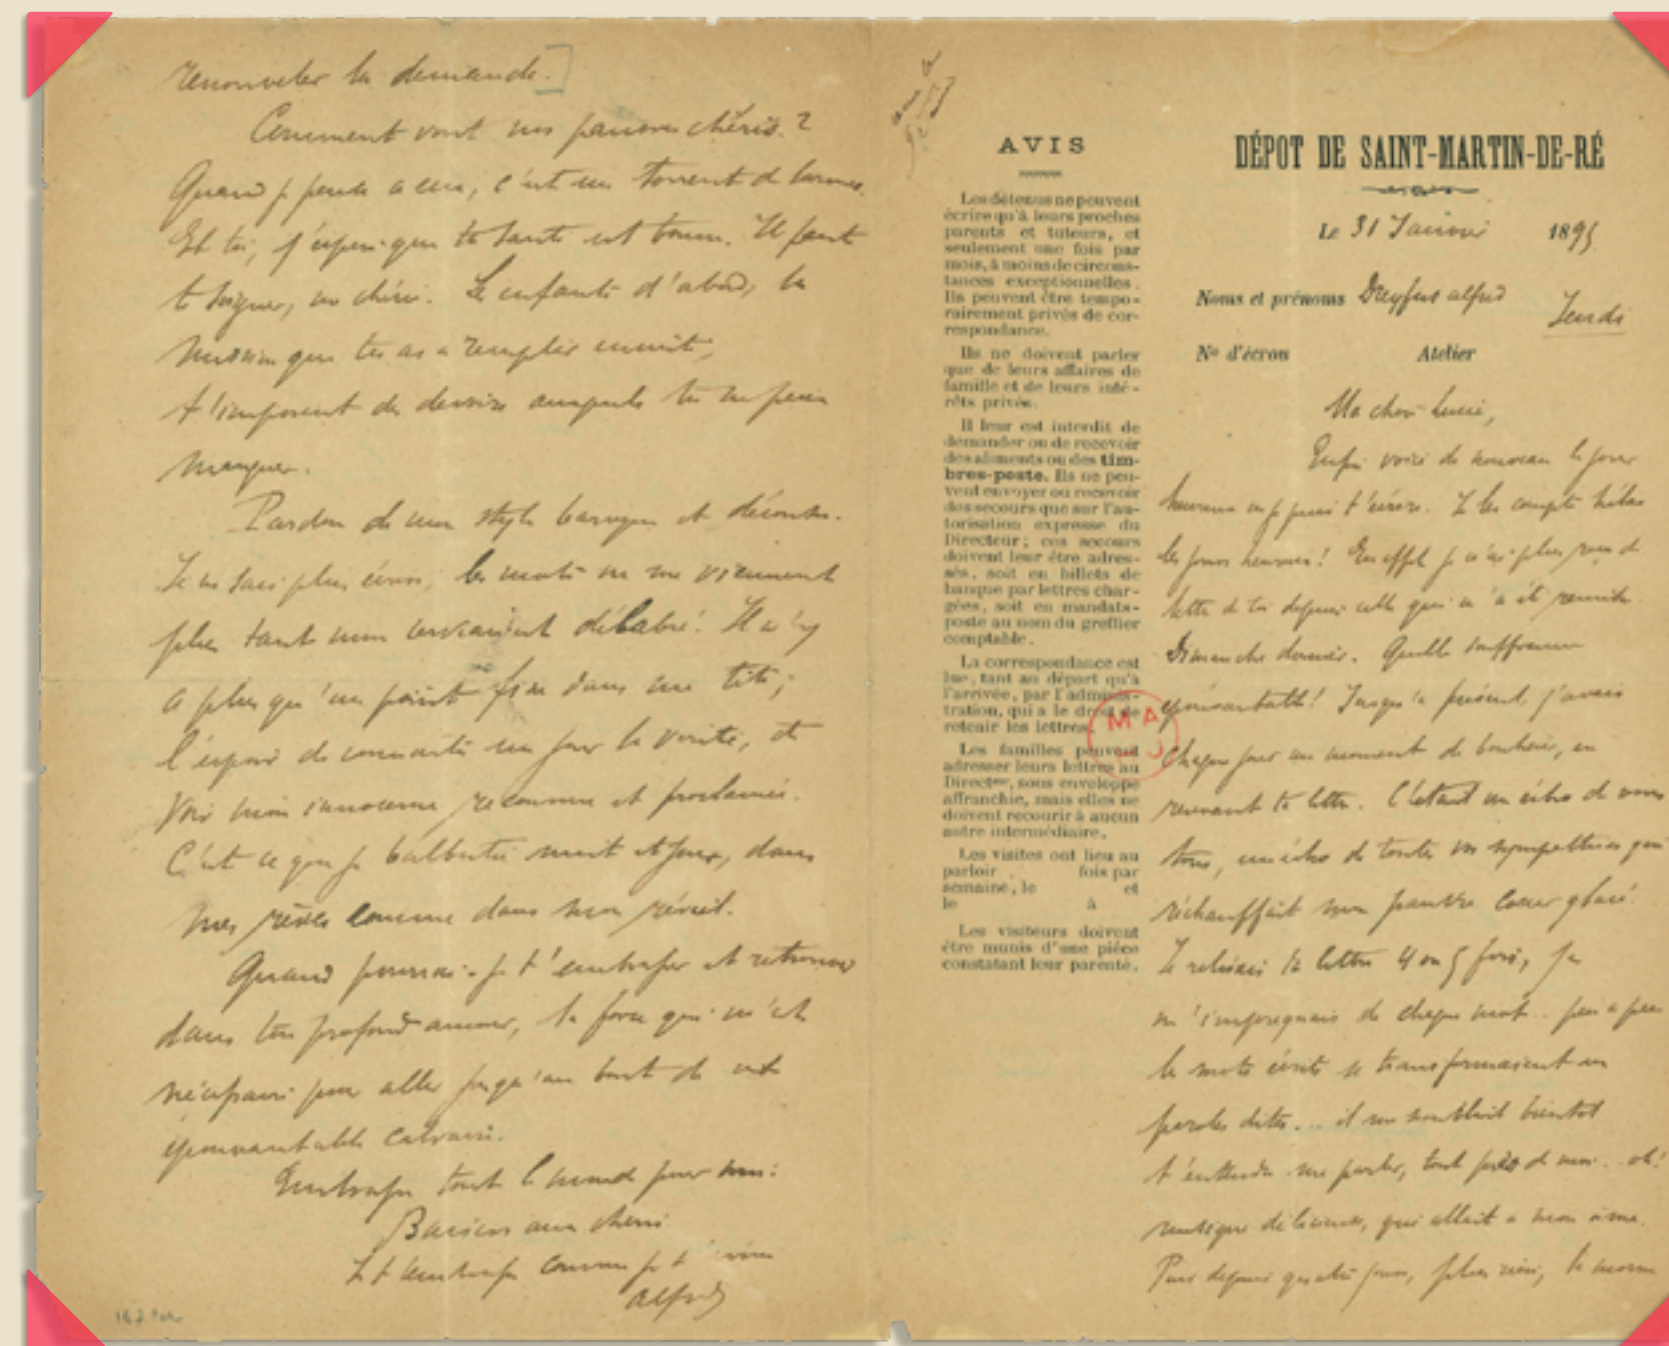 renouveler la demande.
Comment vont nos pauvres chéris ?
Quand je pense à eux, c'est un torrent de larmes.
Et toi, j'espère que ta santé est bonne. Il faut
te soigner, ma chérie. Les enfants d'abord, la
mission que tu as à remplir ensuite,
t'imposent des devoirs auxquels tu ne peux
manquer.
Pardon de mon style baroque et décousu.
Je ne sais plus écrire, les mots ne me viennent
plus tant mon cerveau est délabré. Il n'y
a plus qu'un point fixe dans ma tête ;
l'espoir de connaître un jour la vérité, de
voir mon innocence reconnue et proclamée.
C'est ce que je balbutie nuit et jour, dans
mes rêves comme dans mon réveil.
Quand pourrai-je t'embrasser et retrouver
dans ton profond amour, la force qui m'est
nécessaire pour aller jusqu'au bout de cet
épouvantable calvaire.
Embrasse tout le monde pour moi :
Baisers aux chéris
Je t'embrasse comme je t'aime
Alfred
AVIS
Les détenus ne peuvent
écrire qu'à leurs proches
parents et tuteurs, et
seulement une fois par
mois, à moins de circons-
tances exceptionnelles.
Ils peuvent être tempo-
rairement privés de cor-
respondance.
Ils ne doivent parler
que de leurs affaires de
famille et de leurs inté-
rêts privés.
Il leur est interdit de
demander ou de recevoir
des aliments ou des tim-
bres-poste. Ils ne peu-
vent envoyer ou recevoir
des secours que sur l'au-
torisation expresse du
Directeur ; ces secours
doivent leur être adres-
sés, soit en billets de
banque par lettres char-
gées, soit en mandats-
poste au nom du greffier
comptable.
La correspondance est
lue, tant au départ qu'à
l'arrivée, par l'adminis-
tration, qui a le droit de
retenir les lettres.
Les familles peuvent
adresser leurs lettres au
Directeur, sous enveloppe
affranchie, mais elles ne
doivent recourir à aucun
autre intermédiaire.
Les visites ont lieu au
parloir fois par
semaine, le et
le à
Les visiteurs doivent
être munis d'une pièce
constatant leur parenté.
DÉPOT DE SAINT-MARTIN-DE-RÉ
Le 31 Janvier 1895
Noms et prénoms Dreyfus Alfred
Jeudi
No d'écrou Atelier
Ma chère Lucie,
Enfin voici de nouveau le jour
heureux où je puis t'écrire. Je les compte hélas
les jours heureux ! En effet je n'ai plus reçu de
lettre de toi depuis celle qui m'a été remise
Dimanche dernier. Quelle souffrance
épouvantable ! Jusqu'à présent, j'avais
chaque jour un moment de bonheur, en
recevant ta lettre. C'était un écho de vous
tous, un écho de toutes vos sympathies qui
réchauffait mon pauvre cœur glacé.
Je relisais ta lettre 4 ou 5 fois, je
m'imprégnais de chaque mot.. peu à peu
les mots écrits se transformaient en
paroles dites... il me semblait bientôt
t'entendre me parler, tout près de moi.. oh !
musique délicieuse, qui allait à mon âme.
Puis depuis quatre jours, plus rien, la morne